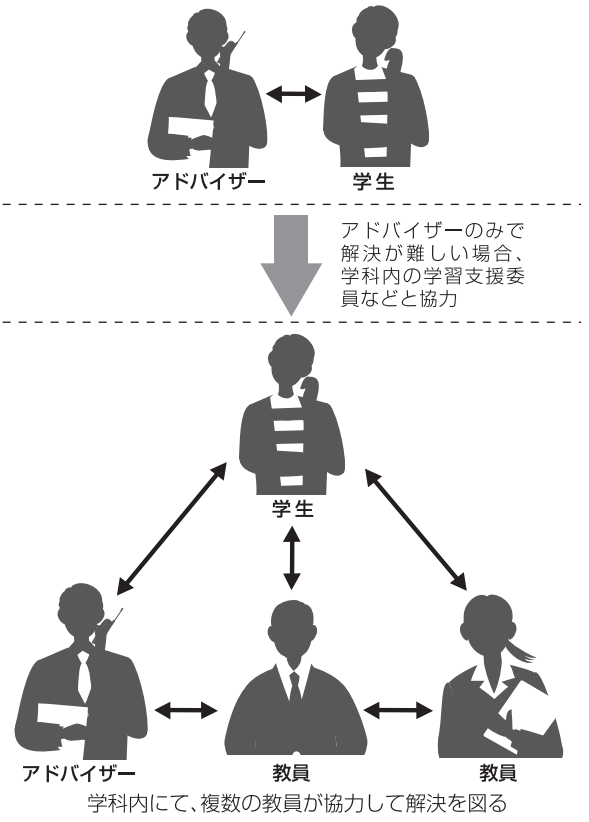 アドバイザー
学生
アドバイザーのみで
解決が難しい場合、
学科内の学習支援委
員などと協力
学生
アドバイザー
教員
教員
学科内にて、複数の教員が協力して解決を図る